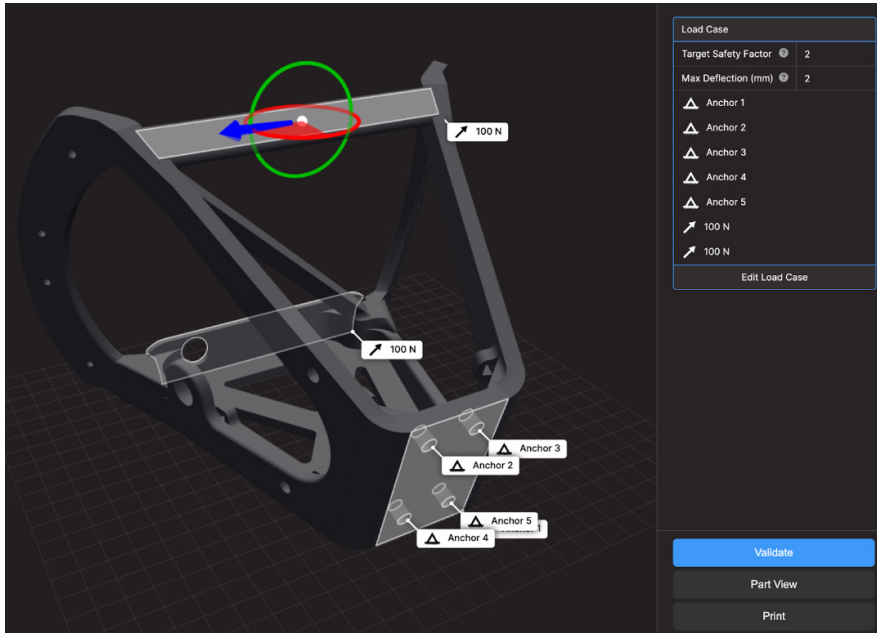 Load Case
Target Safety Factor ? 2
Max Deflection (mm) ? 2
Anchor 1
Anchor 2
Anchor 3
Anchor 4
Anchor 5
100 N
100 N
Edit Load Case
100 N
100 N
Anchor 3
Anchor 2
Anchor 5
Anchor 4
Validate
Part View
Print